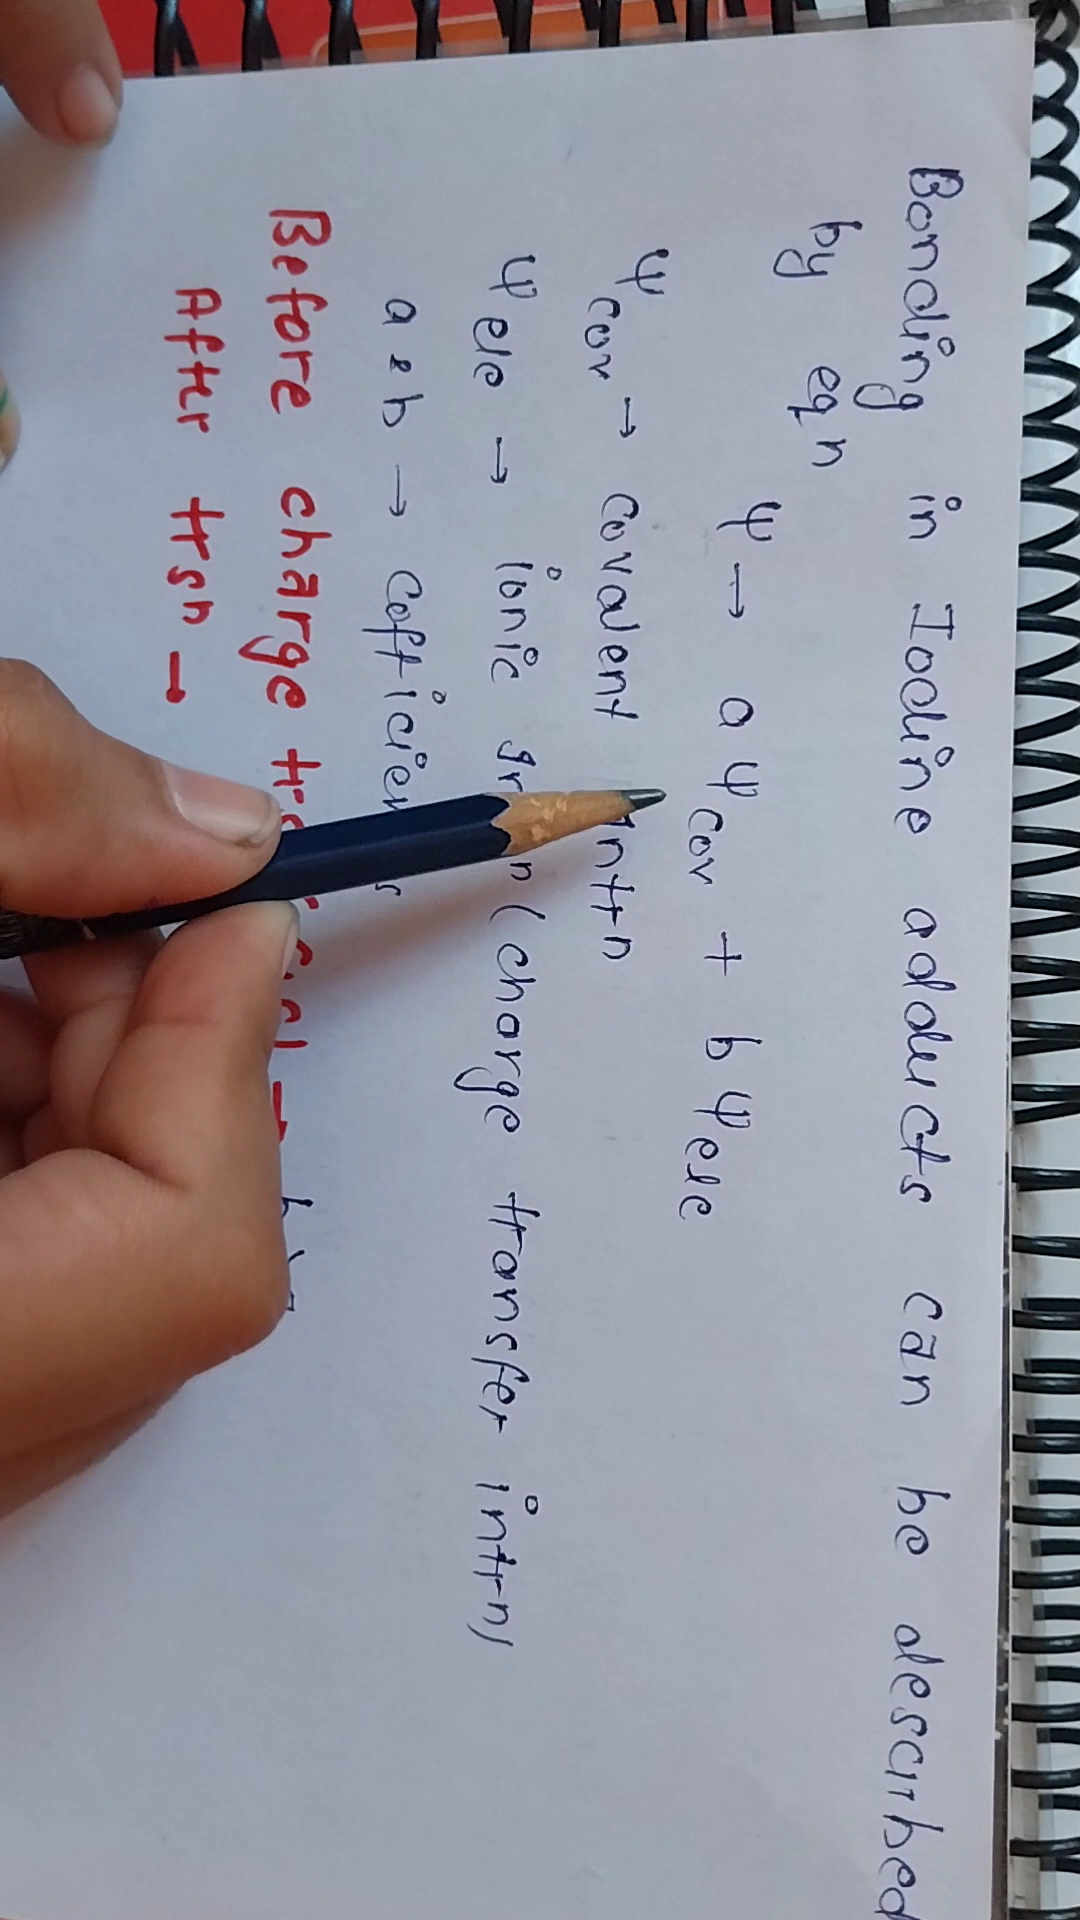 Bonding in Iodine adducts can be described
by eqn
ψ → a ψcov + b ψele
ψcov → covalent intrn
ψele → ionic (charge transfer intrn)
a & b →
Before charge
After trsn →